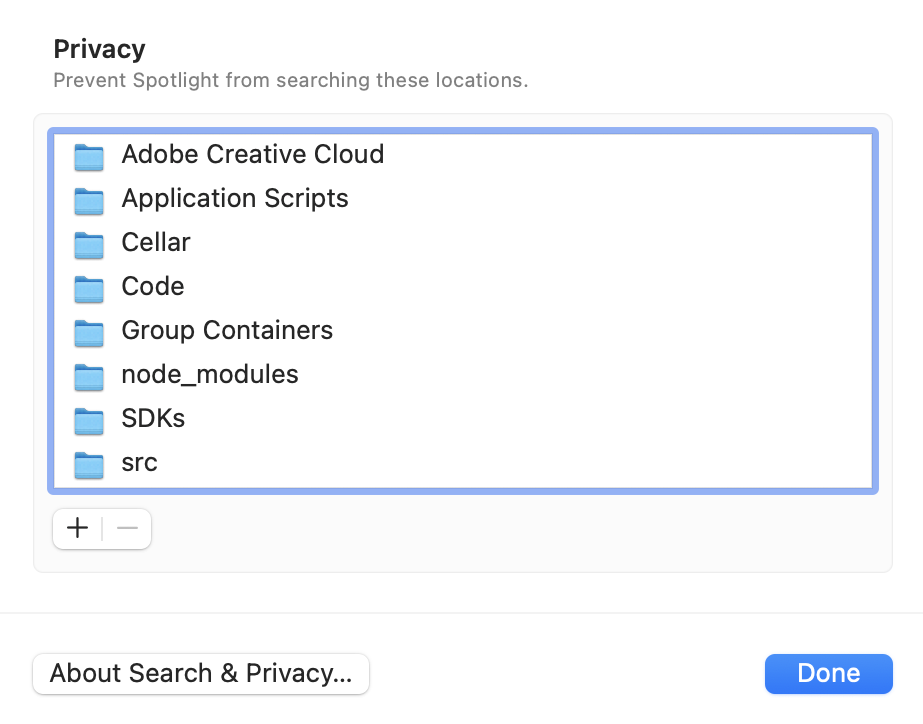 Privacy
Prevent Spotlight from searching these locations.
Adobe Creative Cloud
Application Scripts
Cellar
Code
Group Containers
node_modules
SDKs
src
About Search & Privacy...
Done